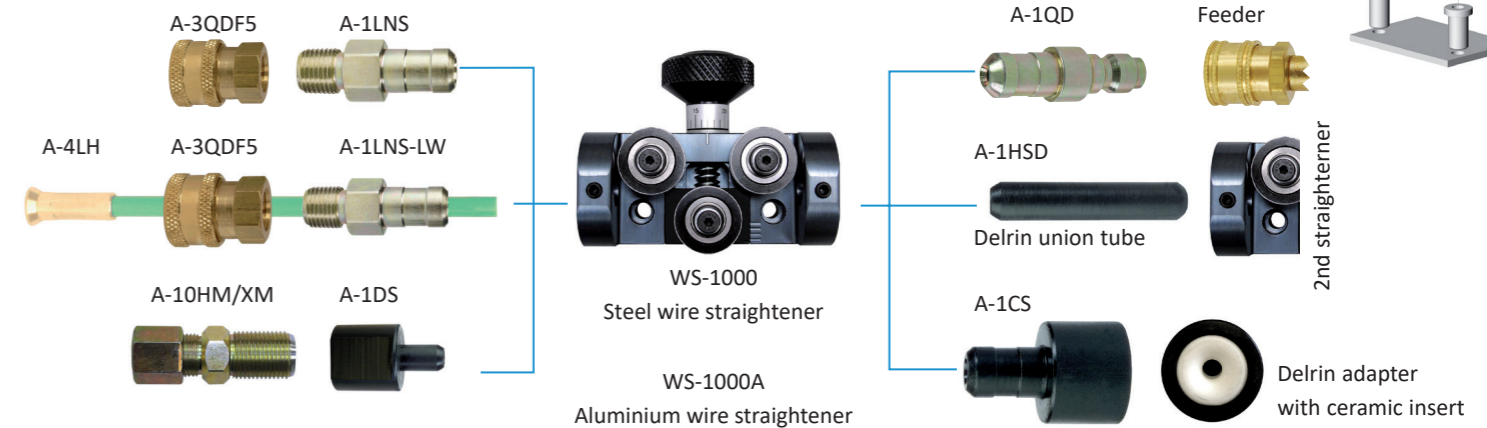 A-3QDF5
A-1LNS
A-1QD
Feeder
A-4LH
A-3QDF5
A-1LNS-LW
A-1HSD
Delrin union tube
2nd straighterner
A-10HM/XM
A-1DS
WS-1000
Steel wire straightener
A-1CS
WS-1000A
Aluminium wire straightener
Delrin adapter
with ceramic insert